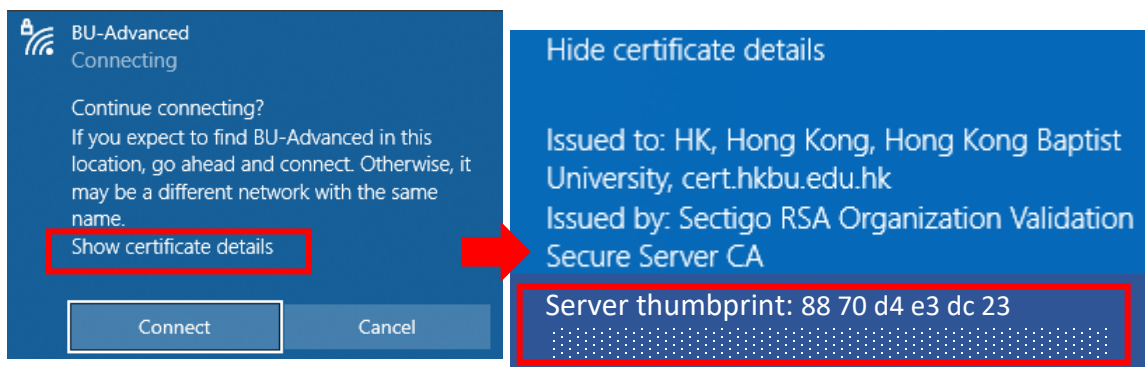 BU-Advanced
Connecting
Continue connecting?
If you expect to find BU-Advanced in this
location, go ahead and connect. Otherwise, it
may be a different network with the same
name.
Show certificate details
Connect
Cancel
Hide certificate details
Issued to: HK, Hong Kong, Hong Kong Baptist
University, cert.hkbu.edu.hk
Issued by: Sectigo RSA Organization Validation
Secure Server CA
Server thumbprint: 88 70 d4 e3 dc 23